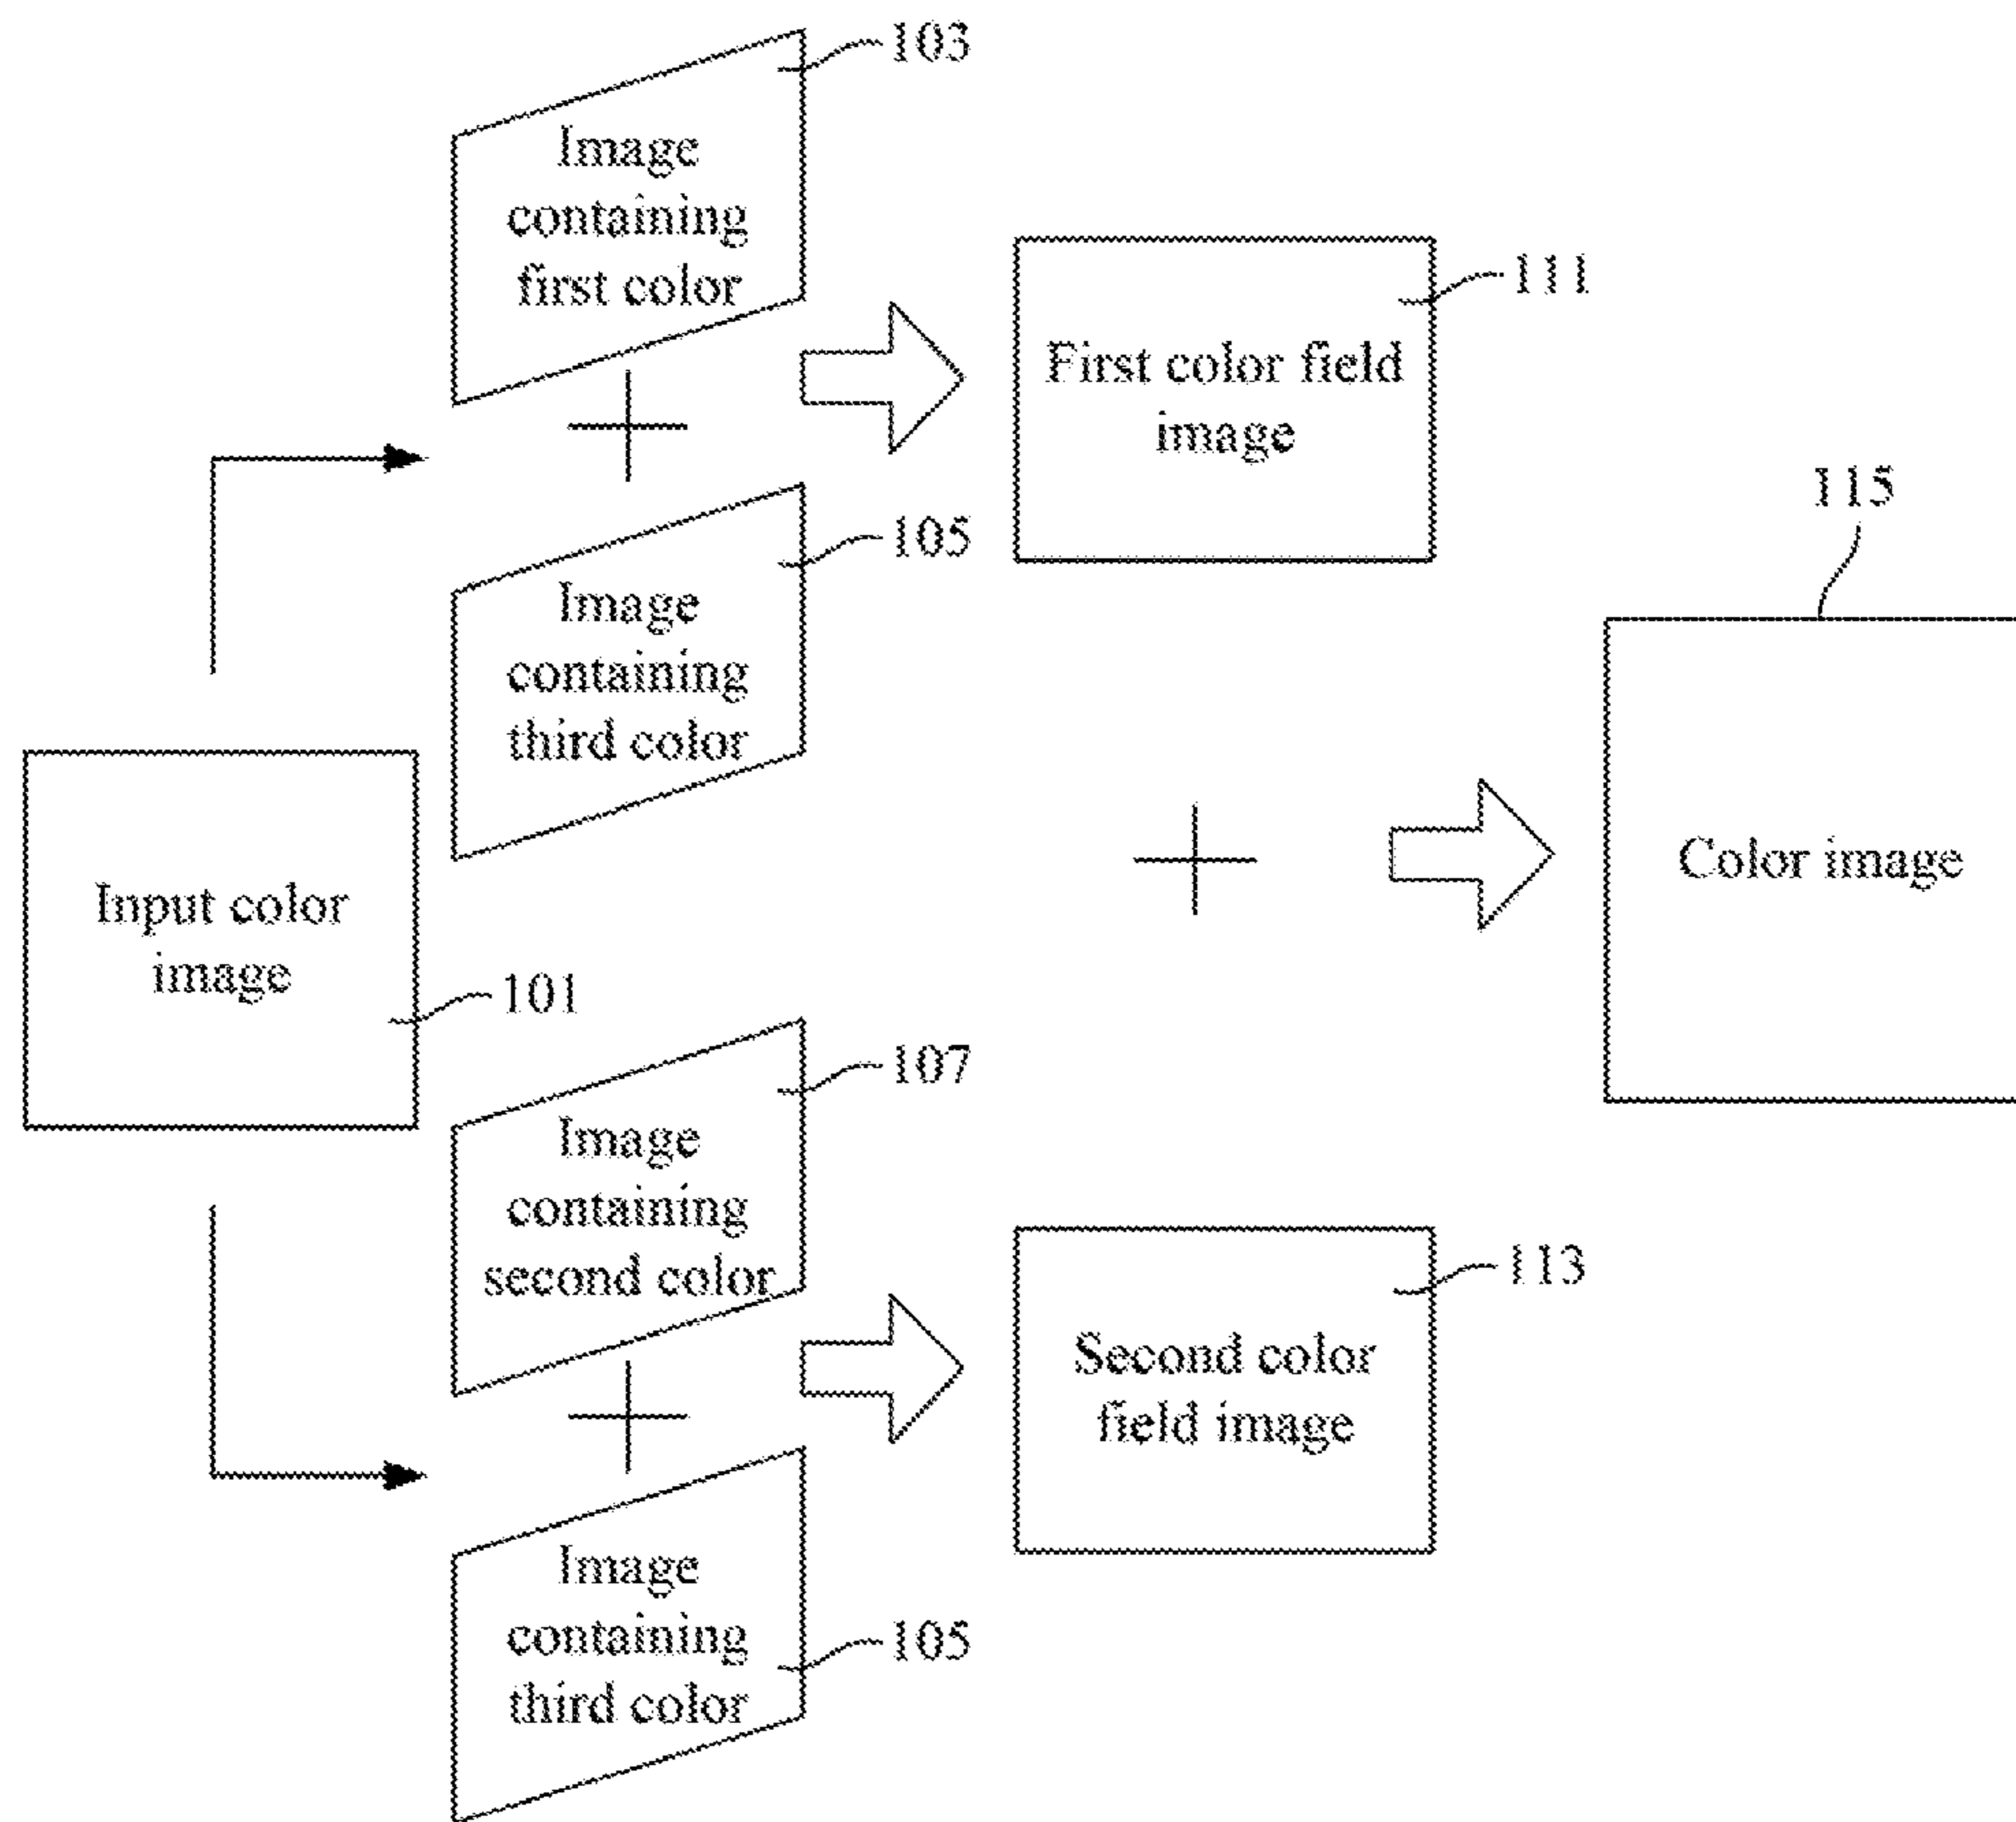 103
Image
containing
first color
111
First color field
image
105
Image
containing
third color
115
Color image
Input color
image
101
107
Image
containing
second color
113
Second color
field image
105
Image
containing
third color